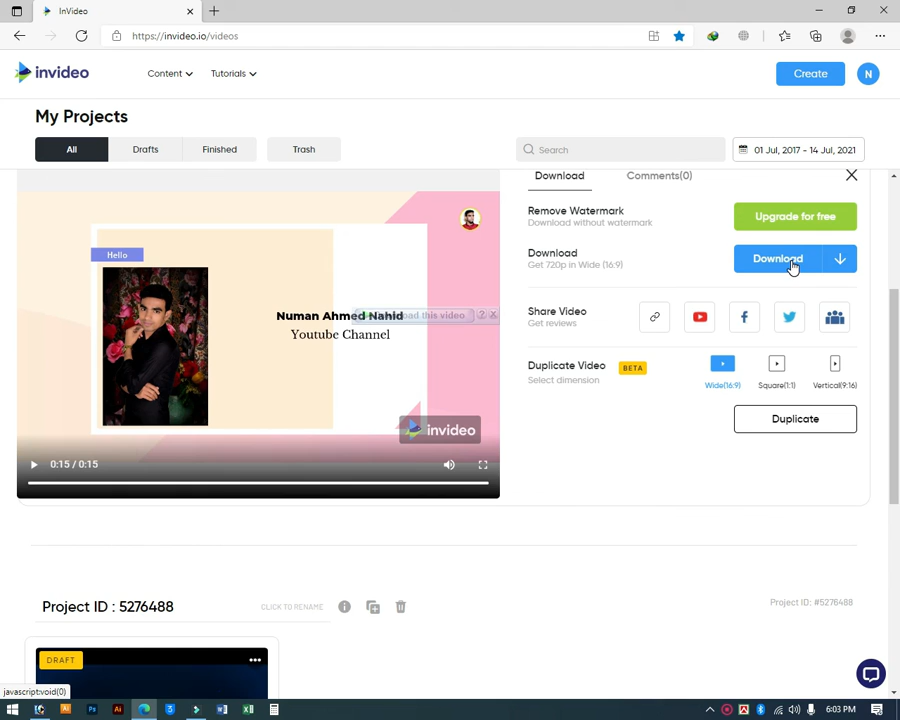 InVideo
https://invideo.io/videos
invideo
Content
Tutorials
Create
N
My Projects
All
Drafts
Finished
Trash
Search
01 Jul, 2017 - 14 Jul, 2021
Download
Comments(0)
Remove Watermark
Download without watermark
Upgrade for free
Download
Get 720p in Wide (16:9)
Download
Hello
Numan Ahmed Nahid
load this video
Youtube Channel
invideo
0:15 / 0:15
Share Video
Get reviews
Duplicate Video
BETA
Select dimension
Wide(16:9)
Square(1:1)
Vertical(9:16)
Duplicate
Project ID : 5276488
CLICK TO RENAME
Project ID: #5276488
DRAFT
javascript:void(0)
6:03 PM